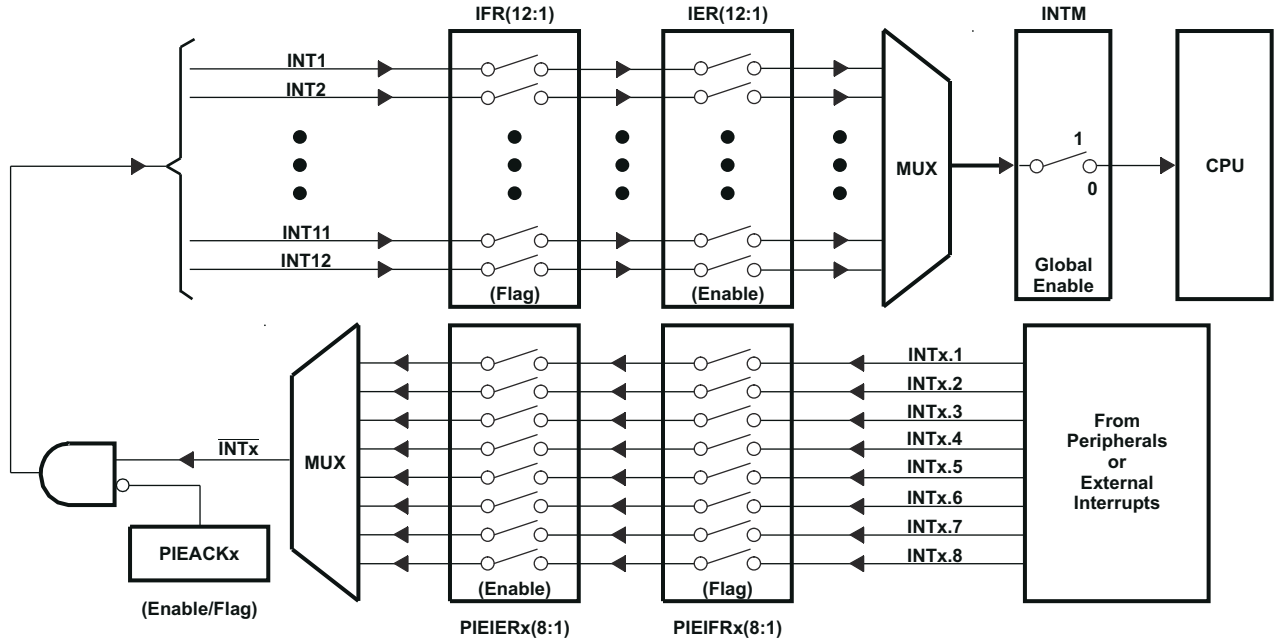 IFR(12:1)
IER(12:1)
INTM
INT1
INT2
INT11
INT12
(Flag)
(Enable)
MUX
1
0
Global
Enable
CPU
INTx.1
INTx.2
INTx.3
INTx.4
INTx.5
INTx.6
INTx.7
INTx.8
From
Peripherals
or
External
Interrupts
MUX
INTx
PIEACKx
(Enable/Flag)
(Enable)
(Flag)
PIEIERx(8:1)
PIEIFRx(8:1)